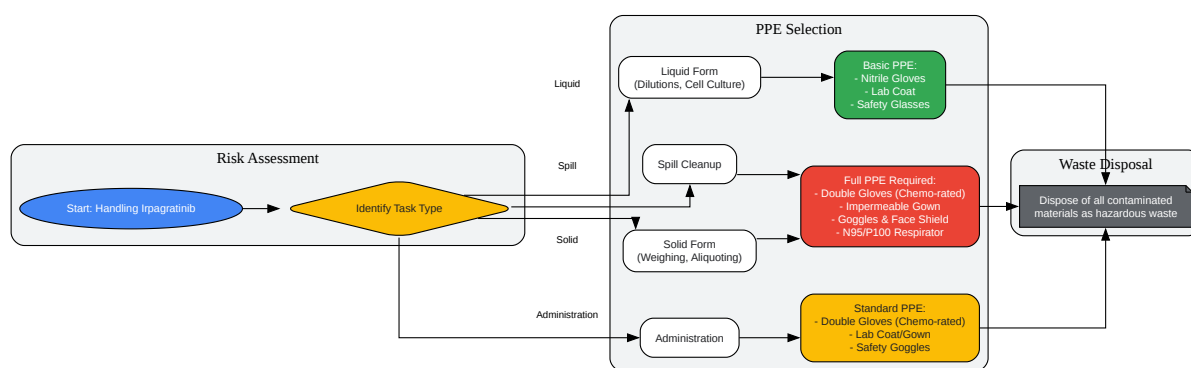 Risk Assessment
Start: Handling Irpagratinib
Identify Task Type
Liquid
Spill
Solid
Administration
PPE Selection
Liquid Form
(Dilutions, Cell Culture)
Spill Cleanup
Solid Form
(Weighing, Aliquoting)
Administration
Basic PPE:
- Nitrile Gloves
- Lab Coat
- Safety Glasses
Full PPE Required:
- Double Gloves (Chemo-rated)
- Impermeable Gown
- Goggles & Face Shield
- N95/P100 Respirator
Standard PPE:
- Double Gloves (Chemo-rated)
- Lab Coat/Gown
- Safety Goggles
Waste Disposal
Dispose of all contaminated
materials as hazardous waste